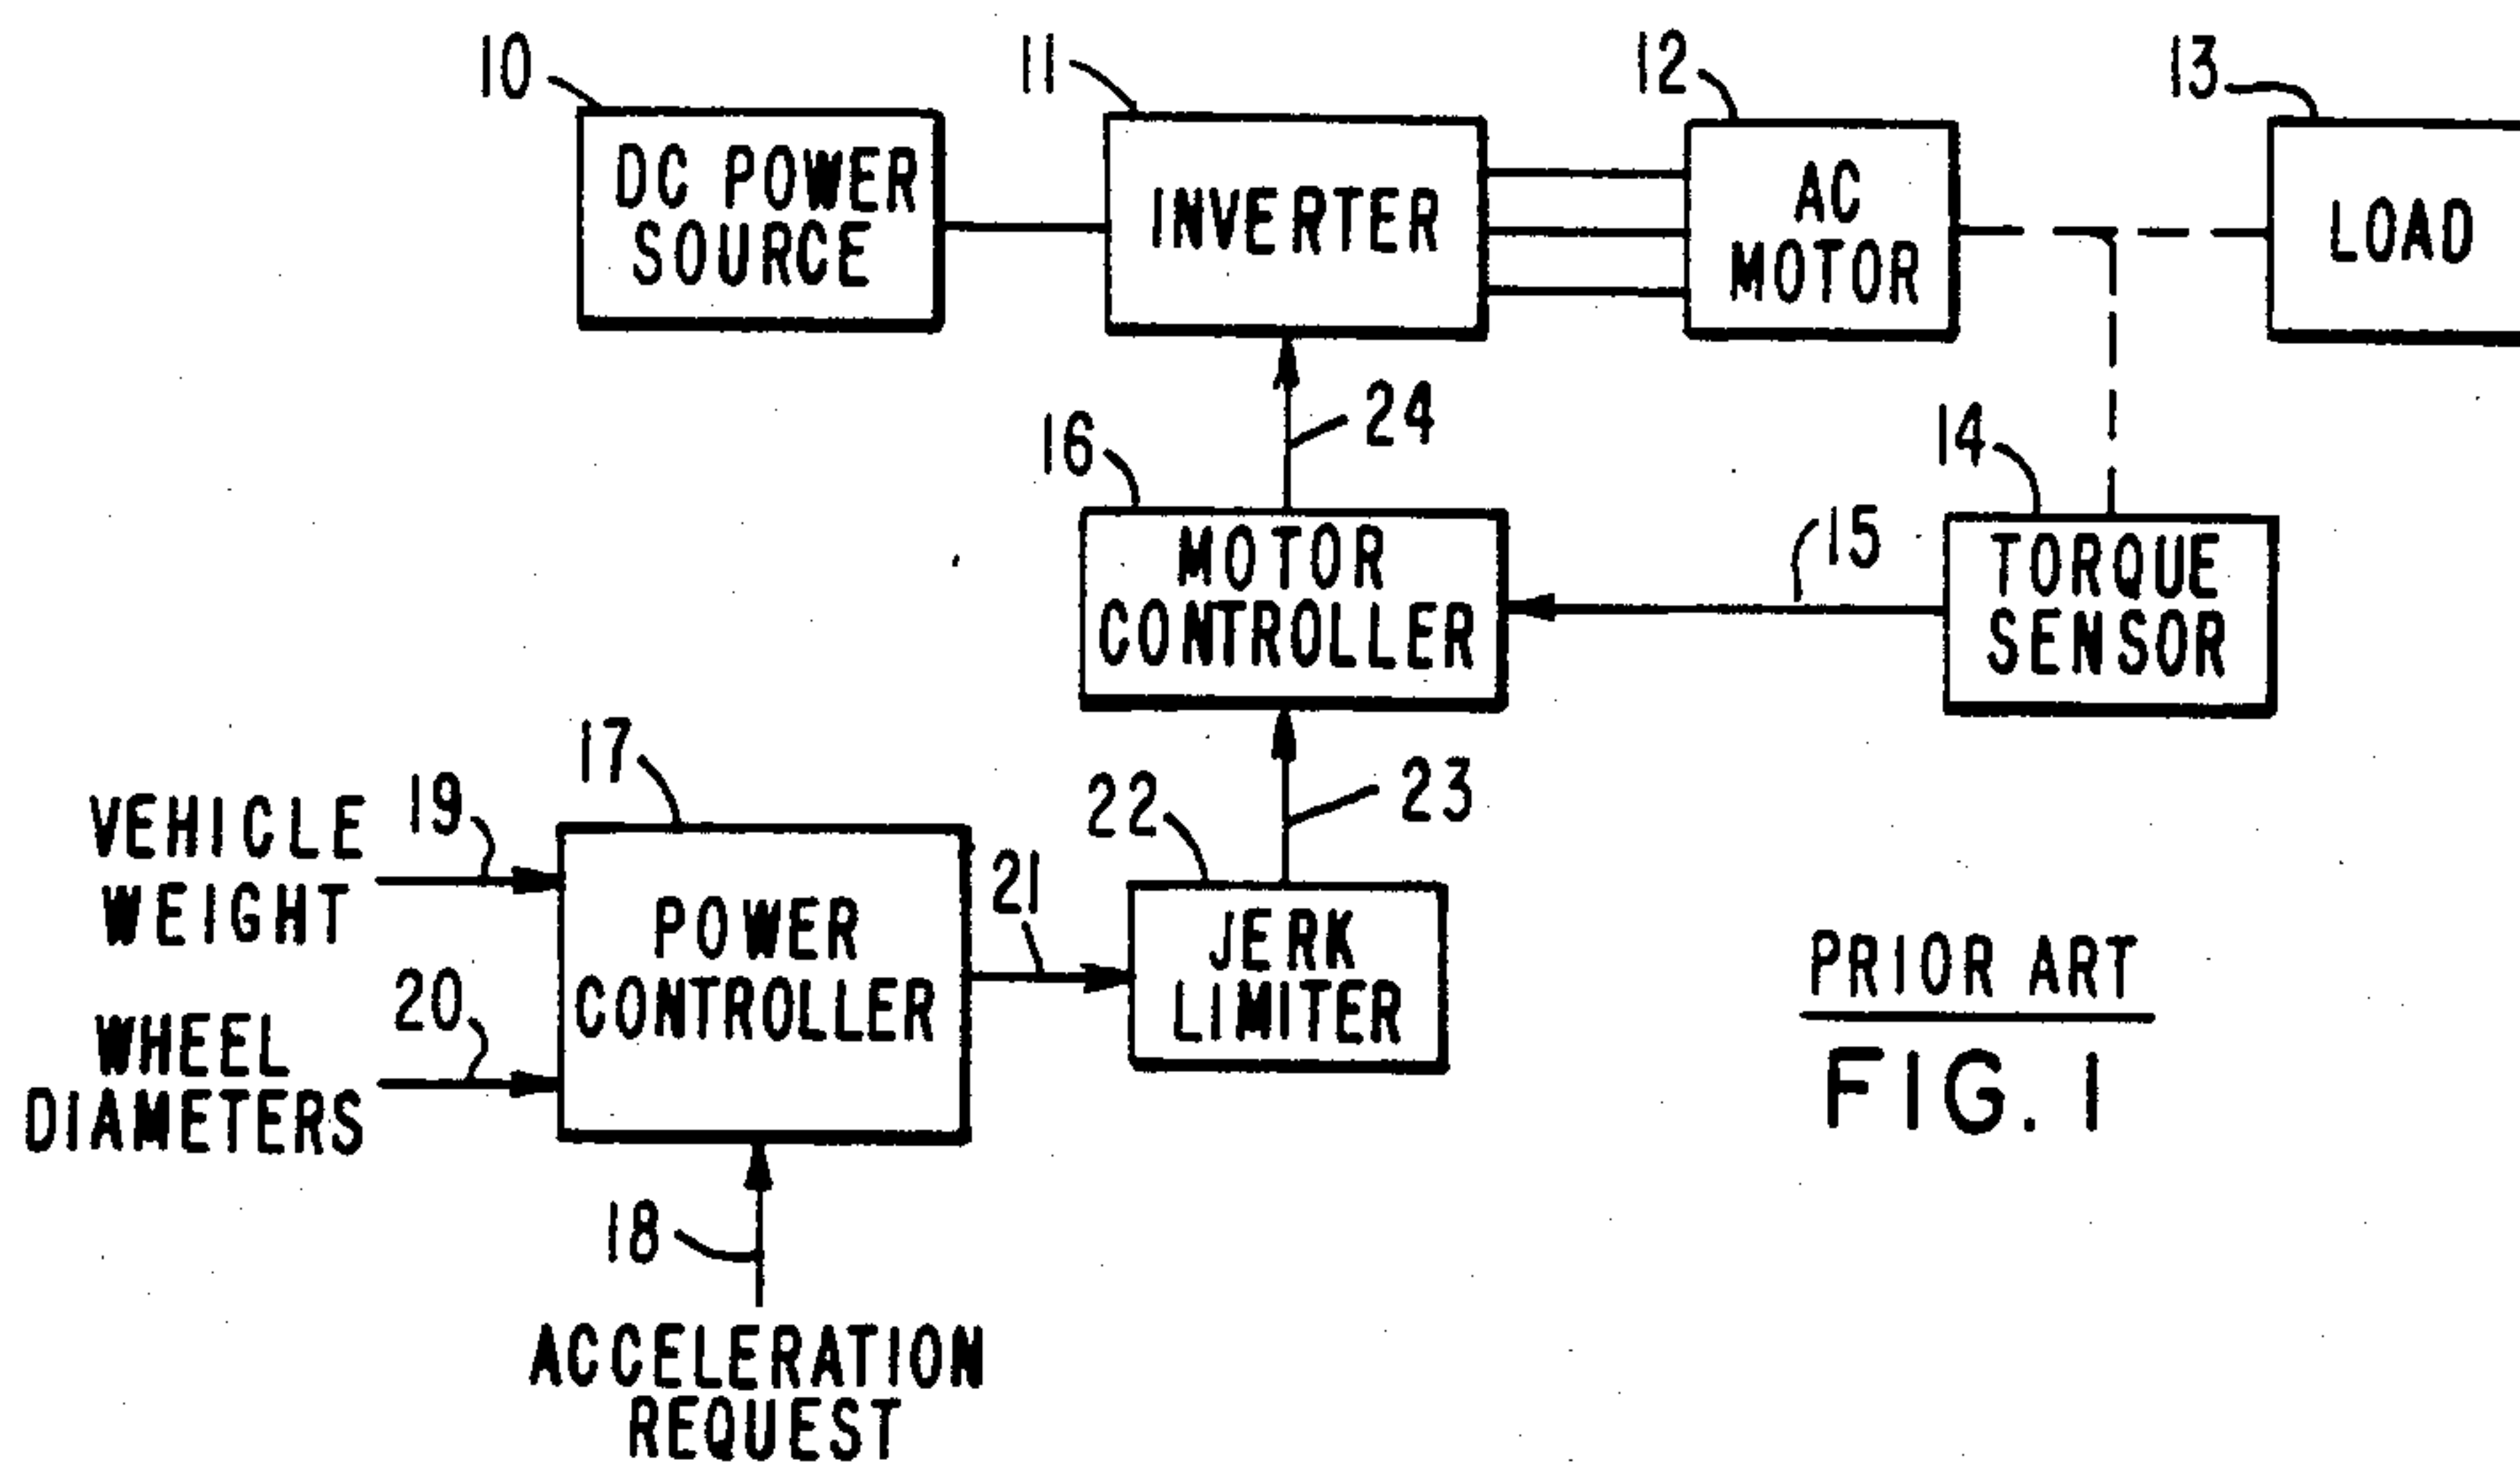 10
11
12
13
DC POWER
SOURCE
INVERTER
AC
MOTOR
LOAD
16
24
14
MOTOR
CONTROLLER
15
TORQUE
SENSOR
17
22
23
VEHICLE
WEIGHT
19
WHEEL
DIAMETERS
20
POWER
CONTROLLER
21
JERK
LIMITER
PRIOR ART
FIG. 1
18
ACCELERATION
REQUEST